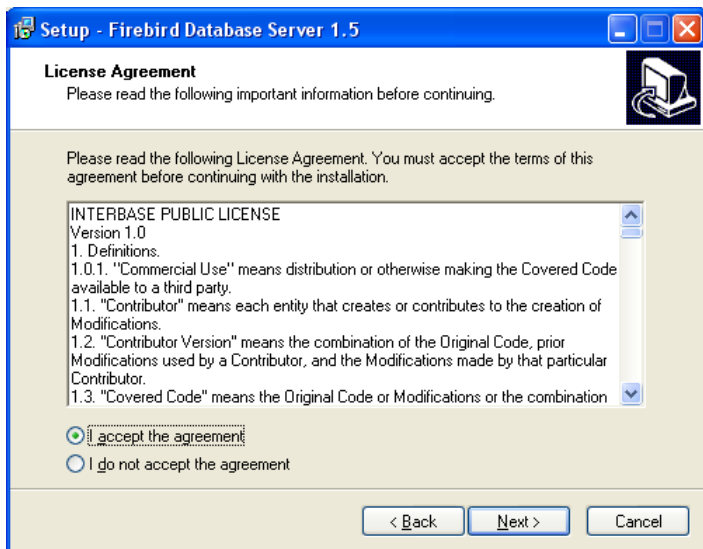 Setup - Firebird Database Server 1.5
License Agreement
Please read the following important information before continuing.
Please read the following License Agreement. You must accept the terms of this
agreement before continuing with the installation.
INTERBASE PUBLIC LICENSE
Version 1.0
1. Definitions.
1.0.1. "Commercial Use" means distribution or otherwise making the Covered Code
available to a third party.
1.1. "Contributor" means each entity that creates or contributes to the creation of
Modifications.
1.2. "Contributor Version" means the combination of the Original Code, prior
Modifications used by a Contributor, and the Modifications made by that particular
Contributor.
1.3. "Covered Code" means the Original Code or Modifications or the combination
I accept the agreement
I do not accept the agreement
< Back
Next >
Cancel